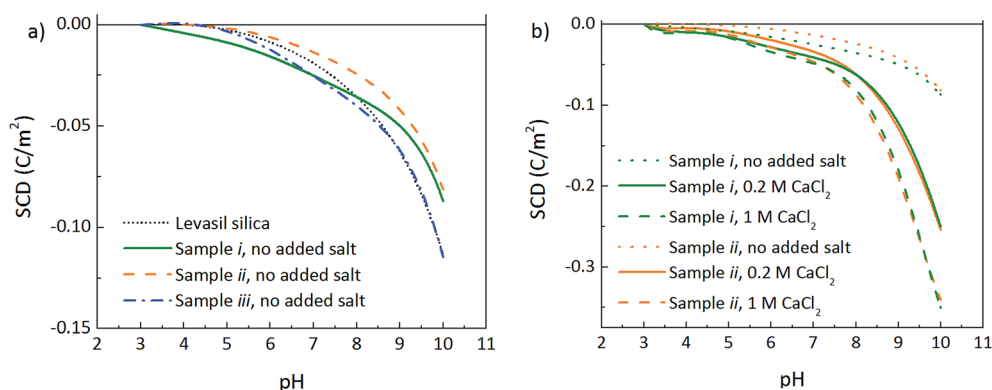 a)
0.00
-0.05
-0.10
-0.15
SCD (C/m²)
Levasil silica
Sample i, no added salt
Sample ii, no added salt
Sample iii, no added salt
2 3 4 5 6 7 8 9 10 11
pH
b)
0.0
-0.1
-0.2
-0.3
SCD (C/m²)
Sample i, no added salt
Sample i, 0.2 M CaCl₂
Sample i, 1 M CaCl₂
Sample ii, no added salt
Sample ii, 0.2 M CaCl₂
Sample ii, 1 M CaCl₂
2 3 4 5 6 7 8 9 10 11
pH